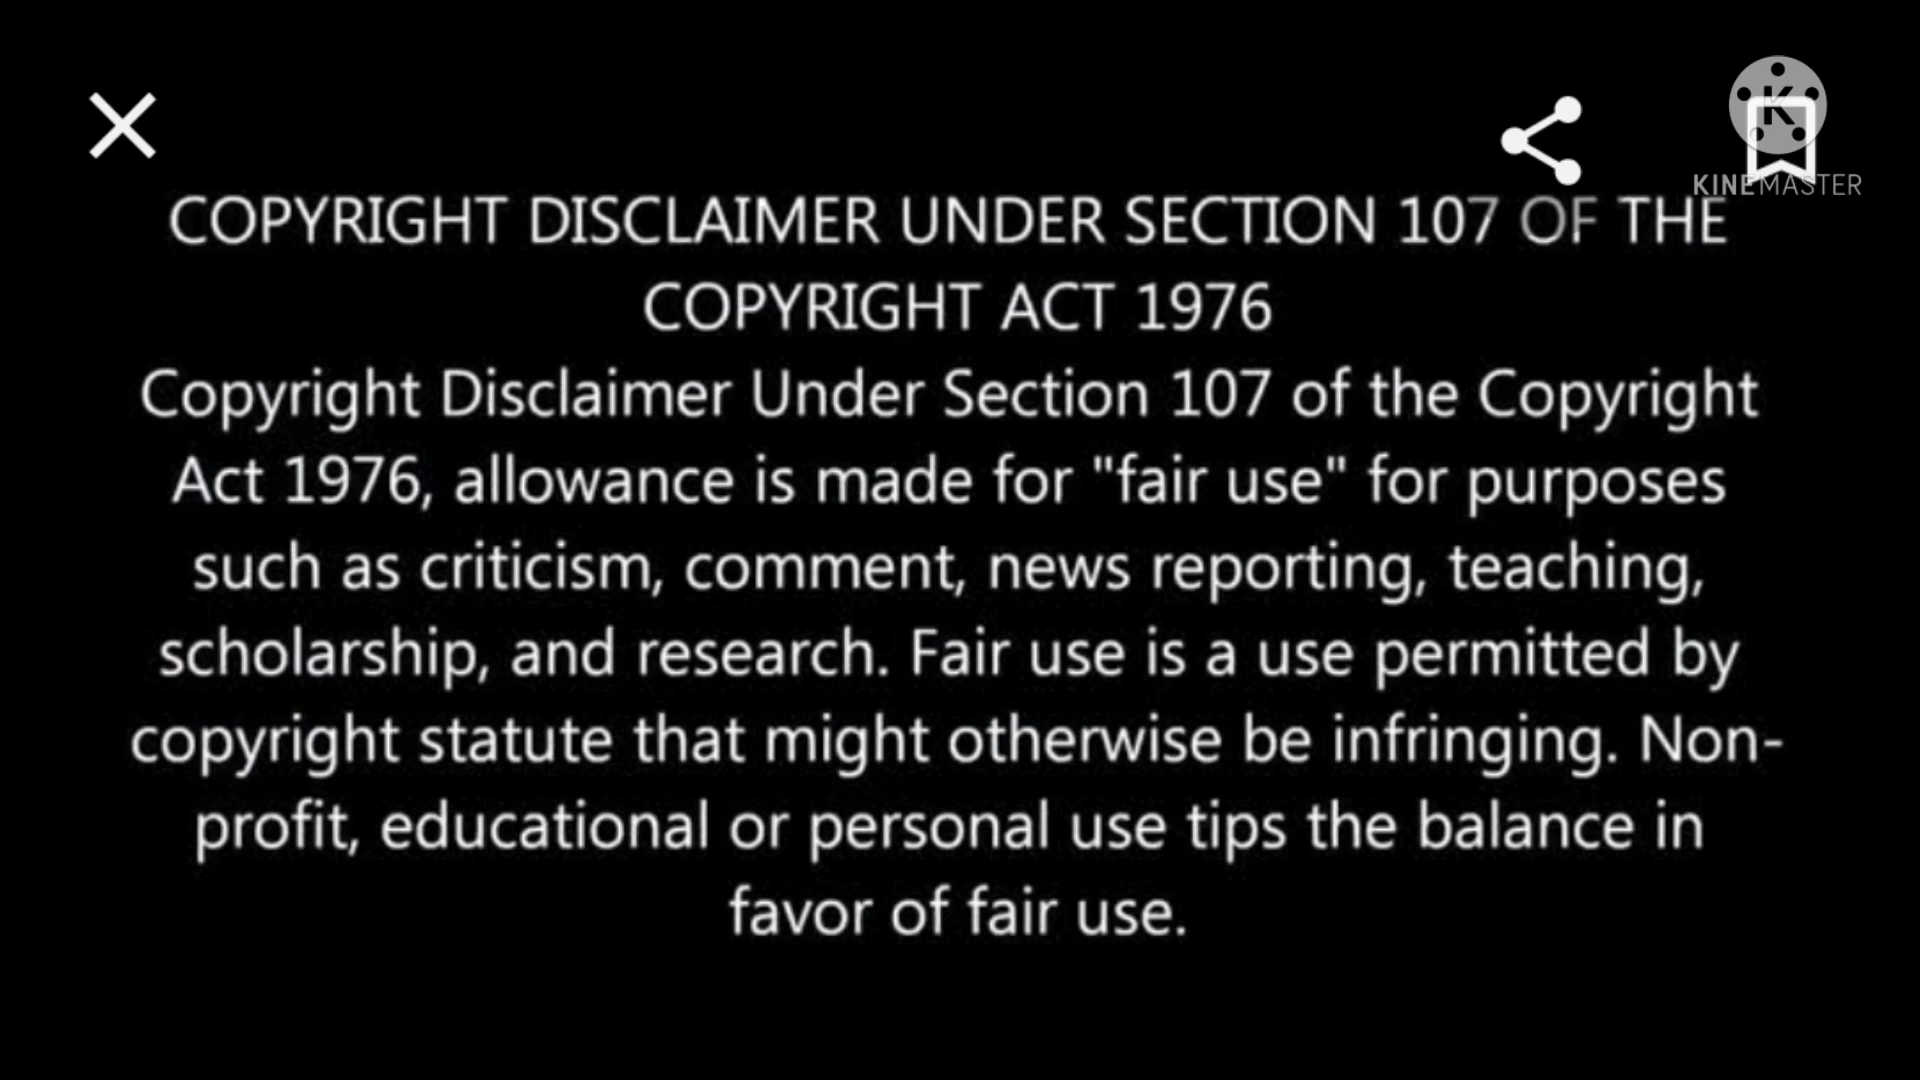 KINEMASTER
COPYRIGHT DISCLAIMER UNDER SECTION 107 OF THE
COPYRIGHT ACT 1976
Copyright Disclaimer Under Section 107 of the Copyright
Act 1976, allowance is made for "fair use" for purposes
such as criticism, comment, news reporting, teaching,
scholarship, and research. Fair use is a use permitted by
copyright statute that might otherwise be infringing. Non-
profit, educational or personal use tips the balance in
favor of fair use.